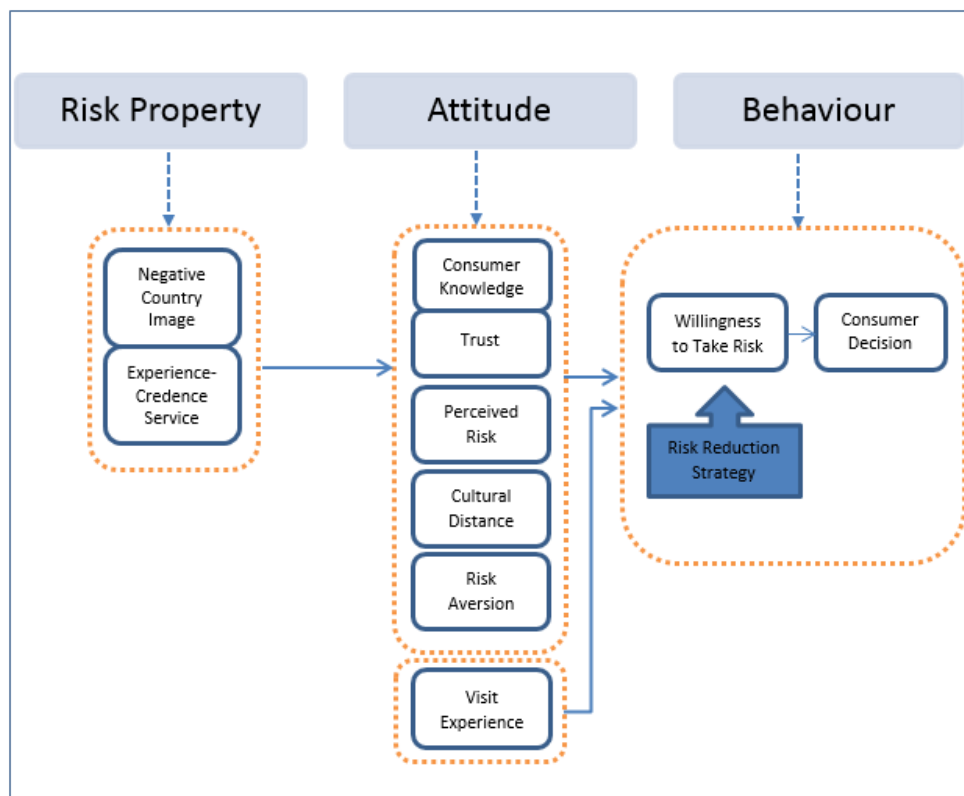 Risk Property
Attitude
Behaviour
Negative
Country
Image
Experience-
Credence
Service
Consumer
Knowledge
Trust
Perceived
Risk
Cultural
Distance
Risk
Aversion
Visit
Experience
Willingness
to Take Risk
Consumer
Decision
Risk Reduction
Strategy